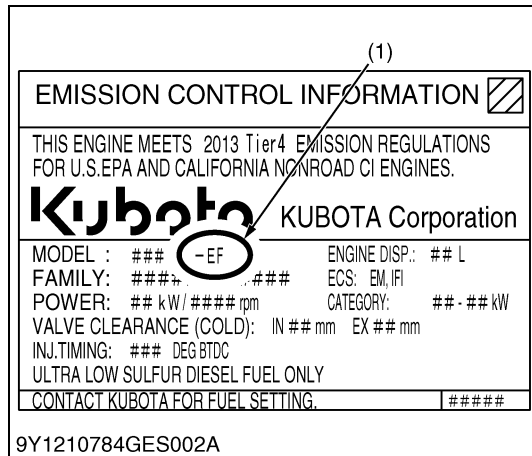 (1)
EMISSION CONTROL INFORMATION
THIS ENGINE MEETS 2013 Tier4 EMISSION REGULATIONS
FOR U.S.EPA AND CALIFORNIA NONROAD CI ENGINES.
Kubota KUBOTA Corporation
MODEL : ### -EF ENGINE DISP.: ## L
FAMILY: #### ### ECS: EM, IFI
POWER: ## kW / #### rpm CATEGORY: ## - ## kW
VALVE CLEARANCE (COLD): IN ## mm EX ## mm
INJ.TIMING: ### DEG BTDC
ULTRA LOW SULFUR DIESEL FUEL ONLY
CONTACT KUBOTA FOR FUEL SETTING. #####
9Y1210784GES002A